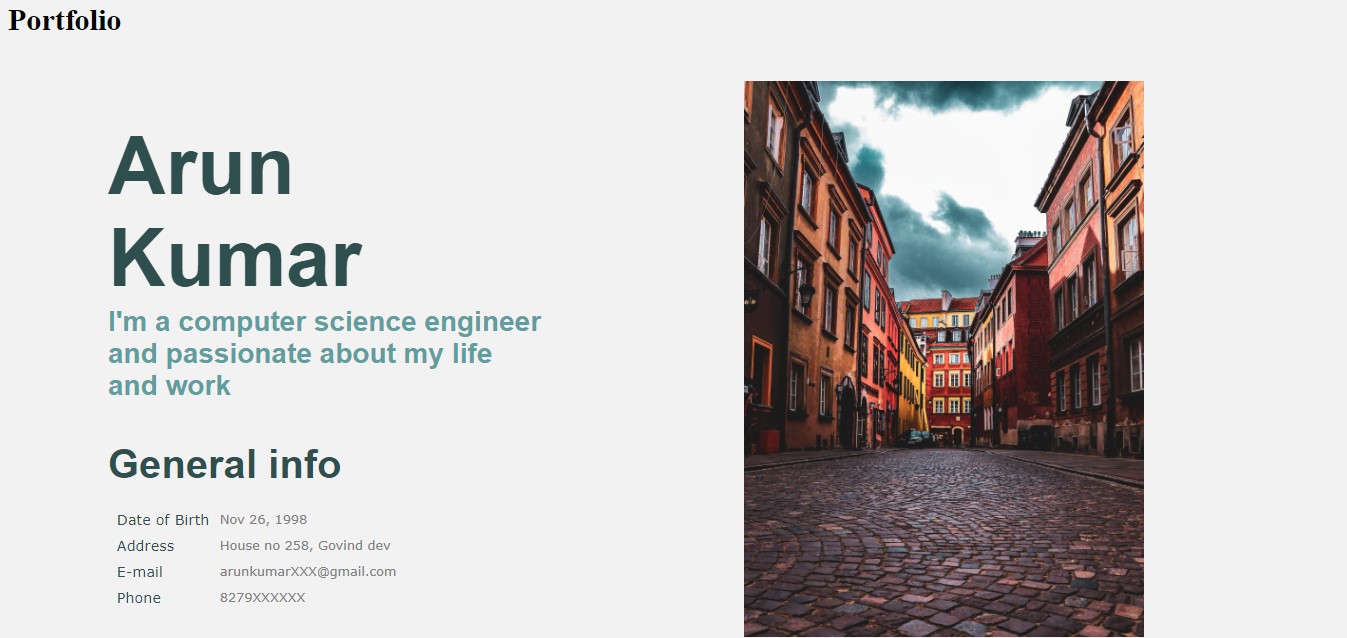 Portfolio
Arun
Kumar
I'm a computer science engineer
and passionate about my life
and work
General info
Date of Birth Nov 26, 1998
Address House no 258, Govind dev
E-mail arunkumarXXX@gmail.com
Phone 8279XXXXXX